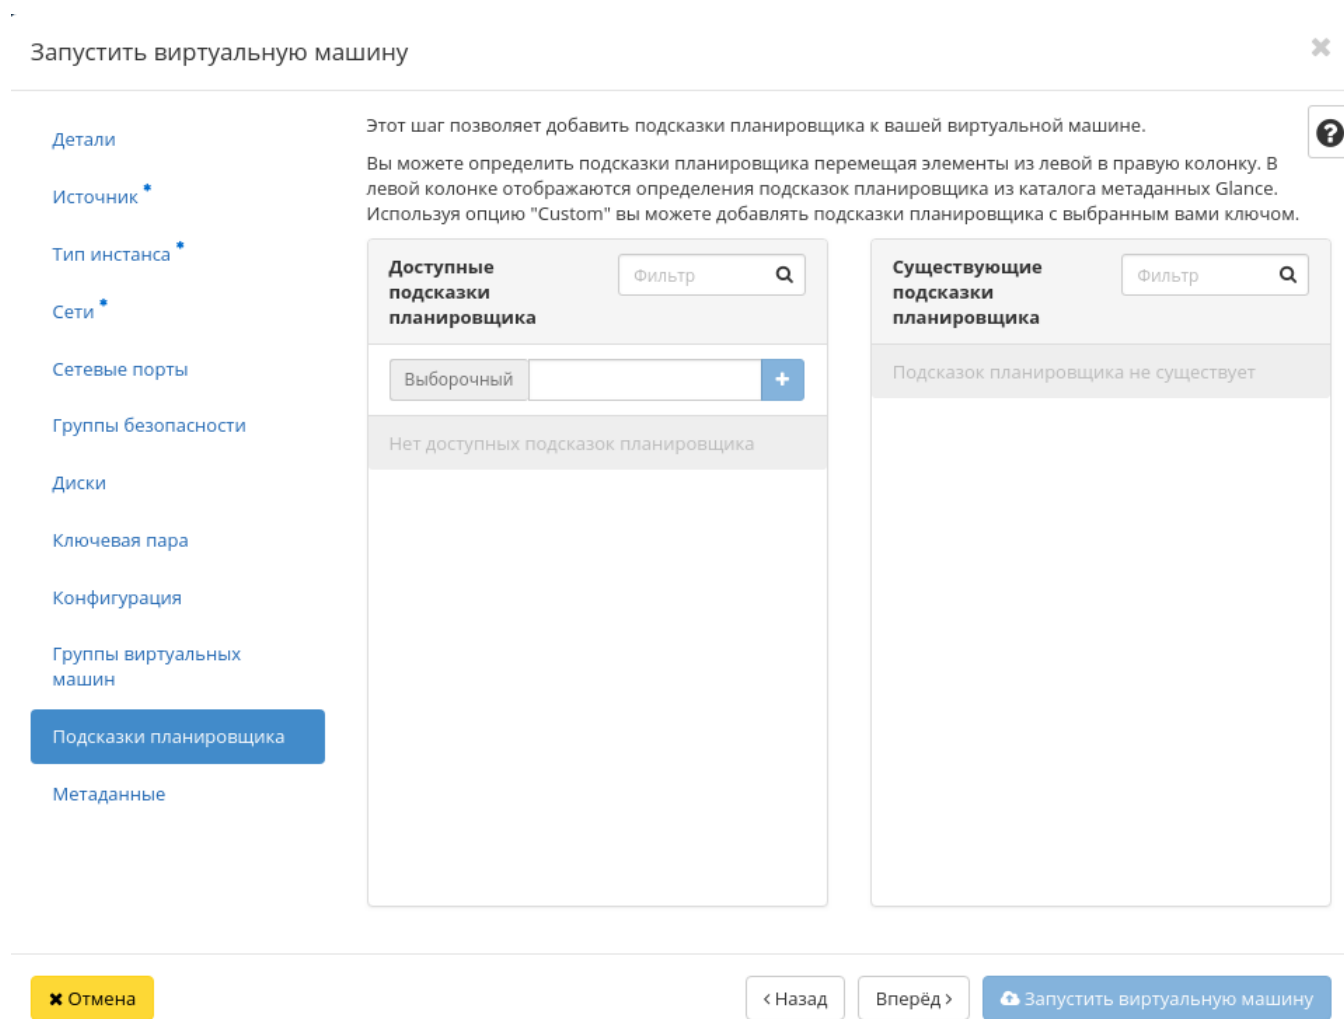 Запустить виртуальную машину
Детали
Источник *
Тип инстанса *
Сети *
Сетевые порты
Группы безопасности
Диски
Ключевая пара
Конфигурация
Группы виртуальных
машин
Подсказки планировщика
Метаданные
Этот шаг позволяет добавить подсказки планировщика к вашей виртуальной машине.
Вы можете определить подсказки планировщика перемещая элементы из левой в правую колонку. В
левой колонке отображаются определения подсказок планировщика из каталога метаданных Glance.
Используя опцию "Custom" вы можете добавлять подсказки планировщика с выбранным вами ключом.
Доступные
подсказки
планировщика
Фильтр
Выборочный
Нет доступных подсказок планировщика
Существующие
подсказки
планировщика
Фильтр
Подсказок планировщика не существует
Отмена
< Назад
Вперёд >
Запустить виртуальную машину